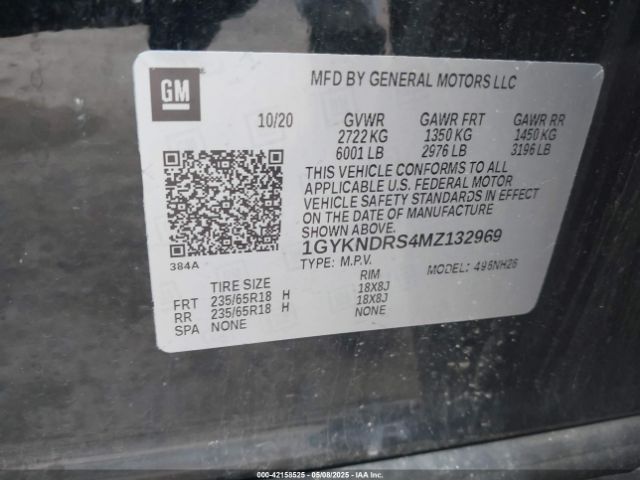 GM
MFD BY GENERAL MOTORS LLC
10/20 GVWR GAWR FRT GAWR RR
2722 KG 1350 KG 1450 KG
6001 LB 2976 LB 3196 LB
THIS VEHICLE CONFORMS TO ALL
APPLICABLE U.S. FEDERAL MOTOR
VEHICLE SAFETY STANDARDS IN EFFECT
ON THE DATE OF MANUFACTURE
SHOWN ABOVE.
1GYKNDRS4MZ132969
384A TYPE: M.P.V. MODEL: 49SNH26
TIRE SIZE RIM
FRT 235/65R18 H 18X8J
RR 235/65R18 H 18X8J
SPA NONE NONE
000-42158525 - 05/08/2025 - IAAI.COM